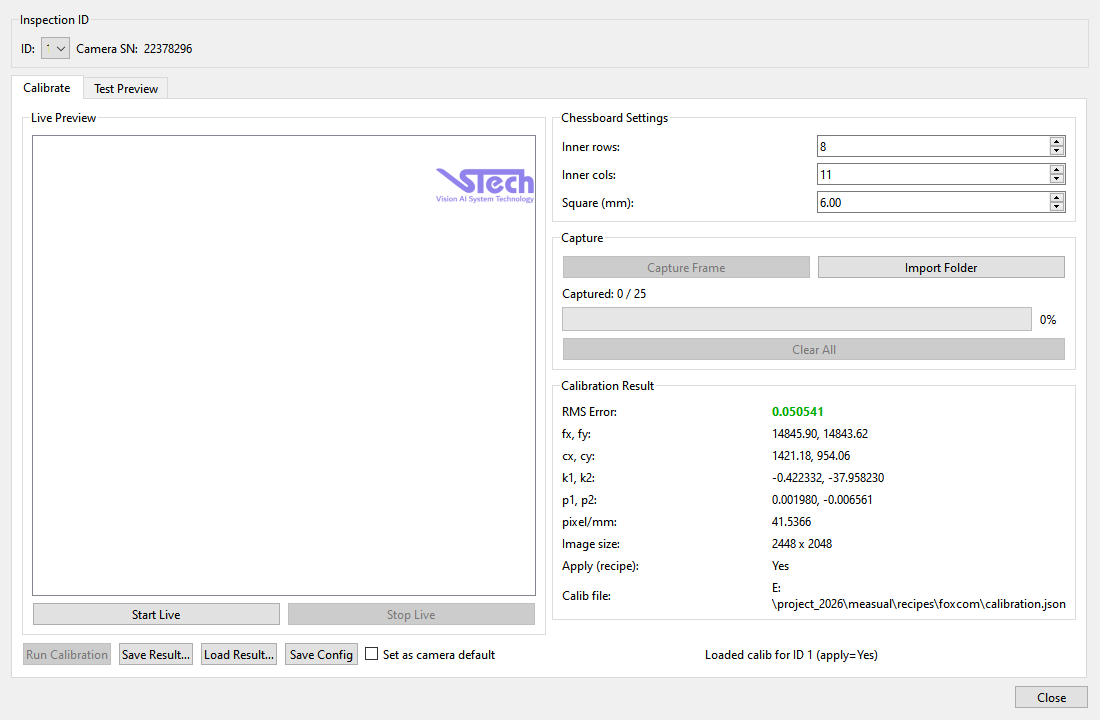 Inspection ID
ID: Camera SN: 22378296
Calibrate Test Preview
Live Preview
VSTech
Vision AI System Technology
Start Live Stop Live
Chessboard Settings
Inner rows: 8
Inner cols: 11
Square (mm): 6.00
Capture
Capture Frame Import Folder
Captured: 0 / 25
0%
Clear All
Calibration Result
RMS Error: 0.050541
fx, fy: 14845.90, 14843.62
cx, cy: 1421.18, 954.06
k1, k2: -0.422332, -37.958230
p1, p2: 0.001980, -0.006561
pixel/mm: 41.5366
Image size: 2448 x 2048
Apply (recipe): Yes
Calib file: E:
\project_2026\measual\recipes\foxcom\calibration.json
Run Calibration Save Result... Load Result... Save Config Set as camera default Loaded calib for ID 1 (apply=Yes)
Close